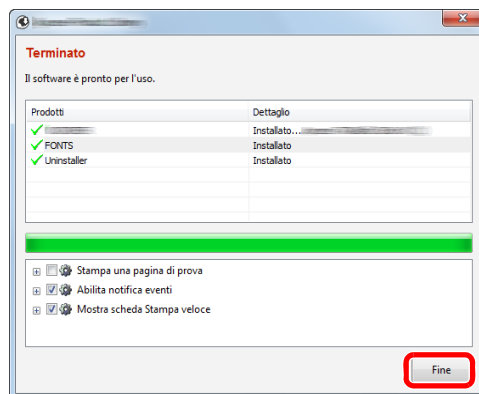 Terminato
Il software è pronto per l'uso.
Prodotti Dettaglio
Installato...
FONTS Installato
Uninstaller Installato
Stampa una pagina di prova
Abilita notifica eventi
Mostra scheda Stampa veloce
Fine